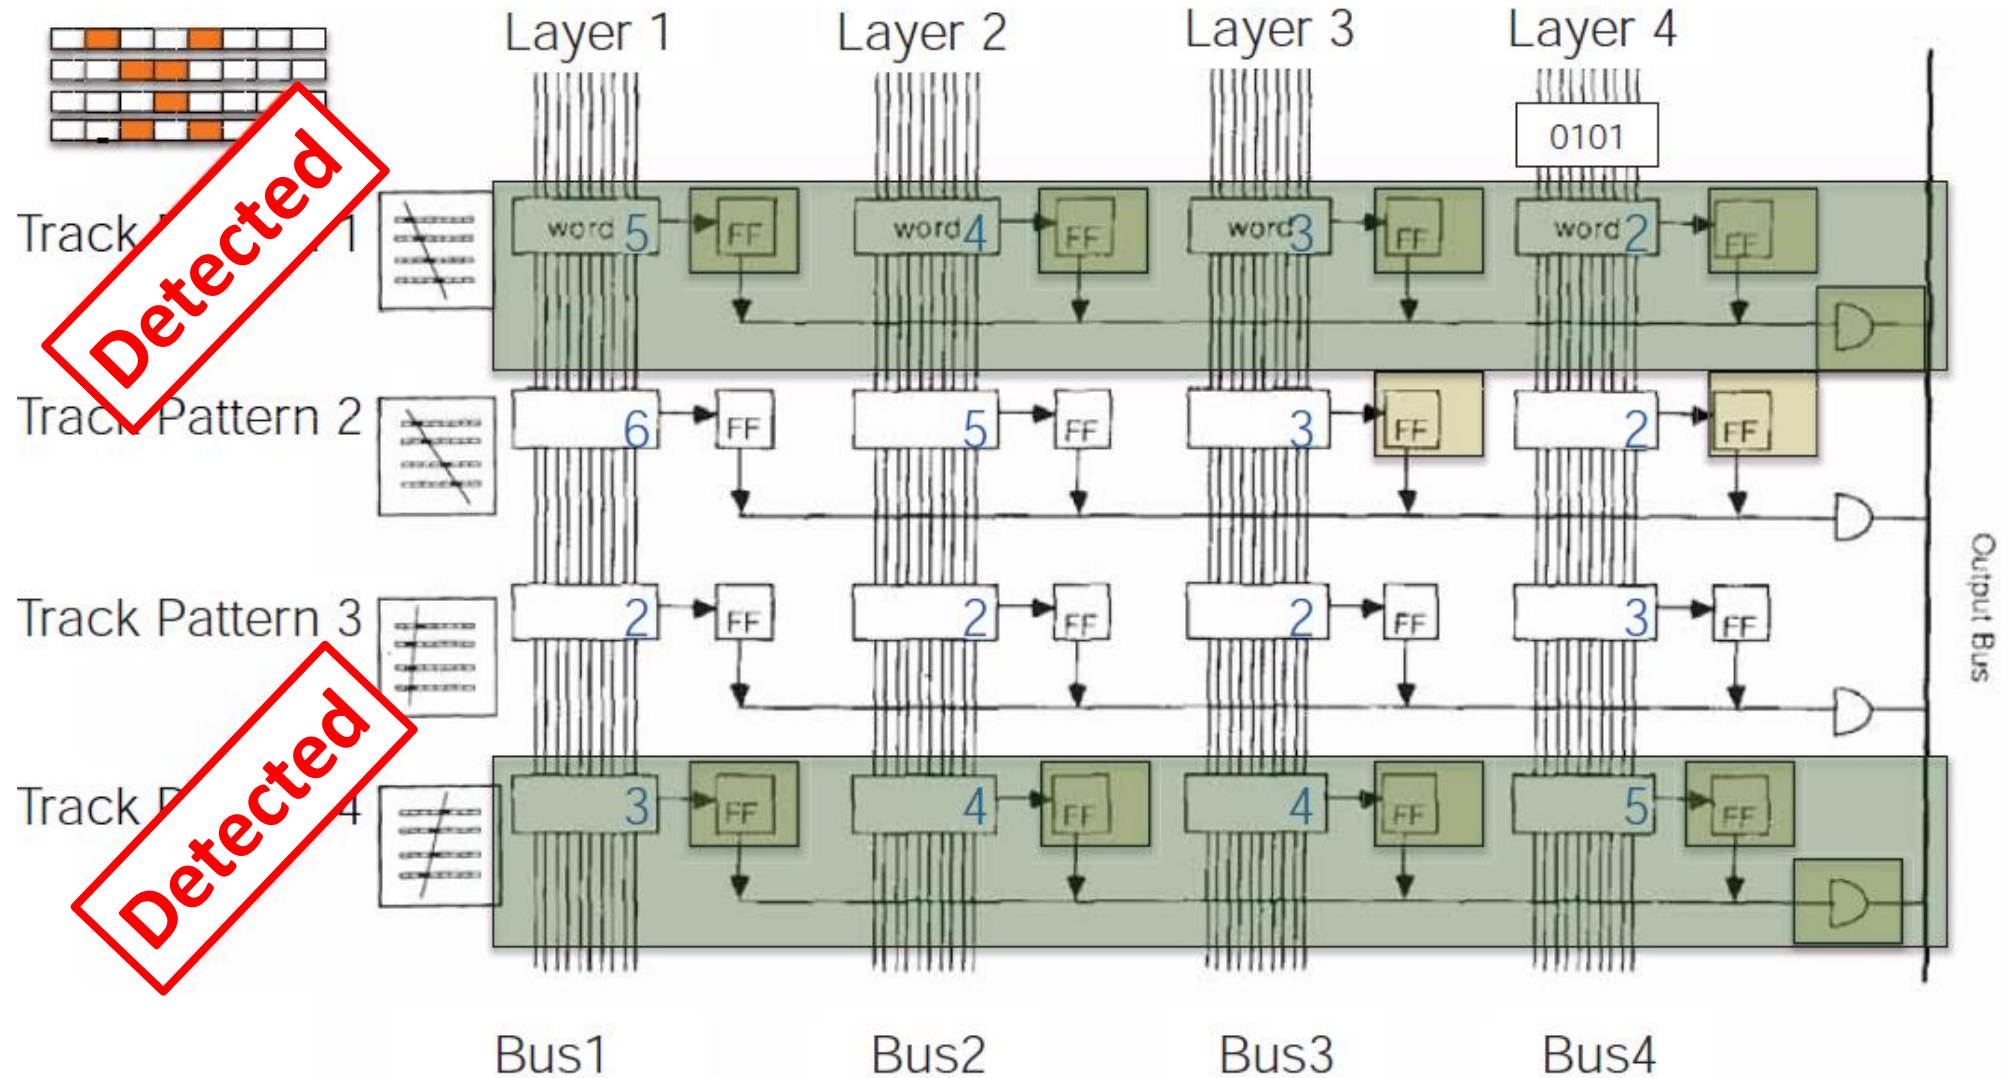 Layer 1 Layer 2 Layer 3 Layer 4
0101
Detected
Track 1 word 5 FF word 4 FF word 3 FF word 2 FF
Track Pattern 2 6 FF 5 FF 3 FF 2 FF
Output Bus
Track Pattern 3 2 FF 2 FF 2 FF 3 FF
Detected
Track P 4 3 FF 4 FF 4 FF 5 FF
Bus1 Bus2 Bus3 Bus4